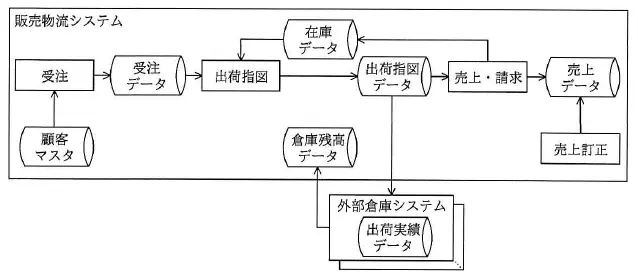 販売物流システム
在庫
データ
受注
受注
データ
出荷指図
出荷指図
データ
売上・請求
売上
データ
顧客
マスタ
倉庫残高
データ
売上訂正
外部倉庫システム
出荷実績
データ